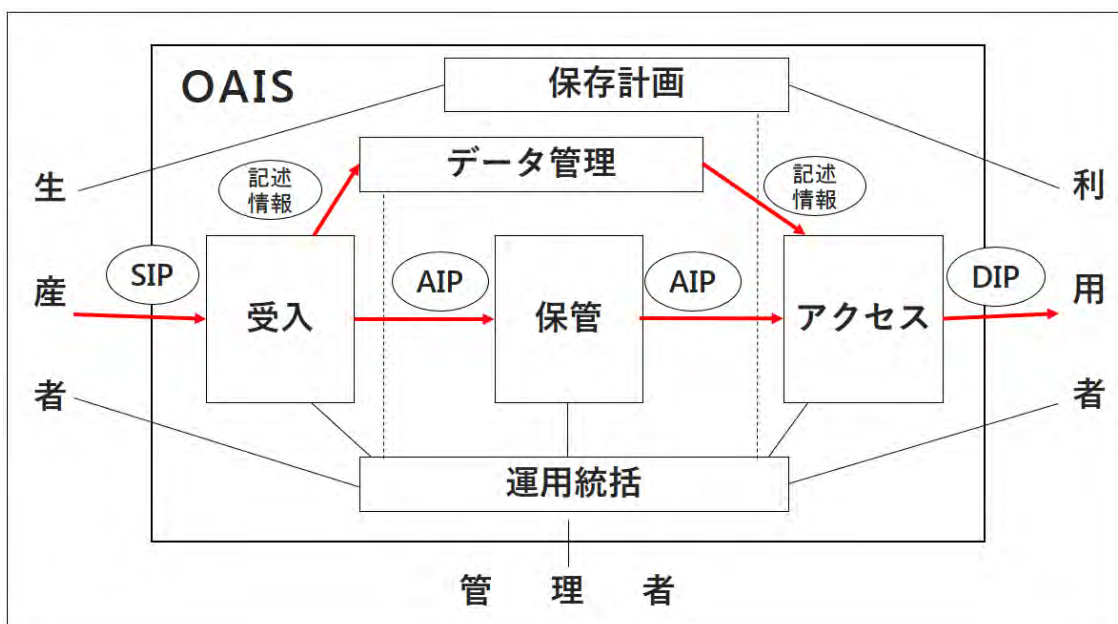 OAIS
保存計画
データ管理
記述
情報
記述
情報
生産者
利用者
SIP
AIP
AIP
DIP
受入
保管
アクセス
運用統括
管理者